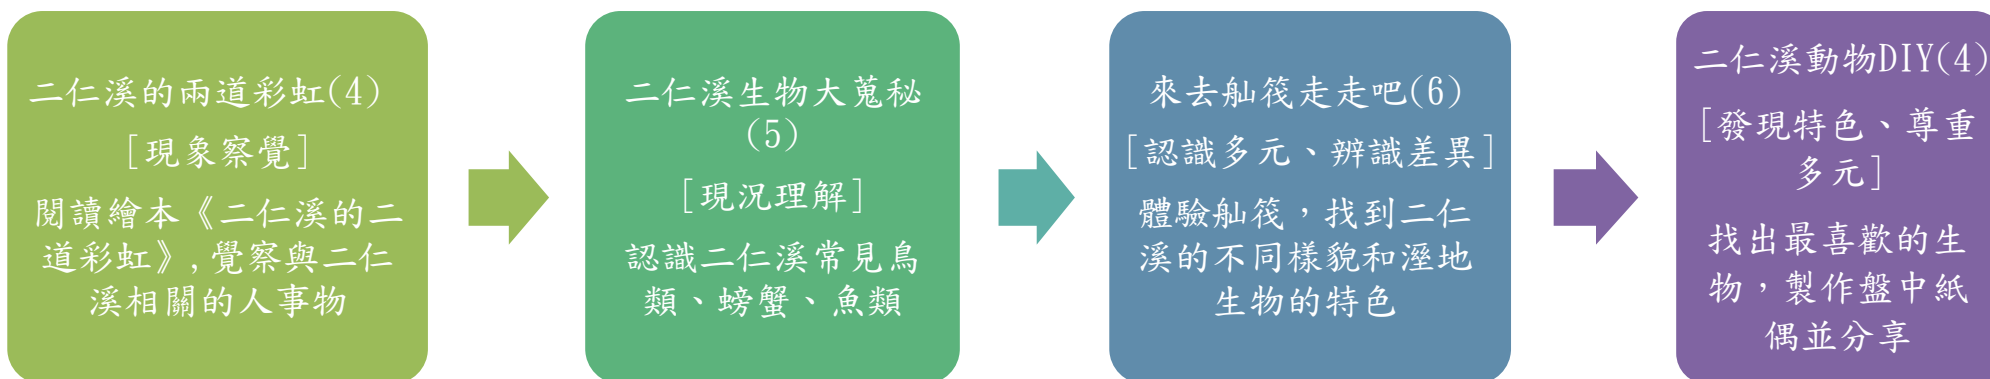 二仁溪的兩道彩虹(4)
[現象察覺]
閱讀繪本《二仁溪的二
道彩虹》,覺察與二仁
溪相關的人事物
二仁溪生物大蒐秘
(5)
[現況理解]
認識二仁溪常見鳥
類、螃蟹、魚類
來去舢筏走走吧(6)
[認識多元、辨識差異]
體驗舢筏，找到二仁
溪的不同樣貌和溼地
生物的特色
二仁溪動物DIY(4)
[發現特色、尊重
多元]
找出最喜歡的生
物，製作盤中紙
偶並分享